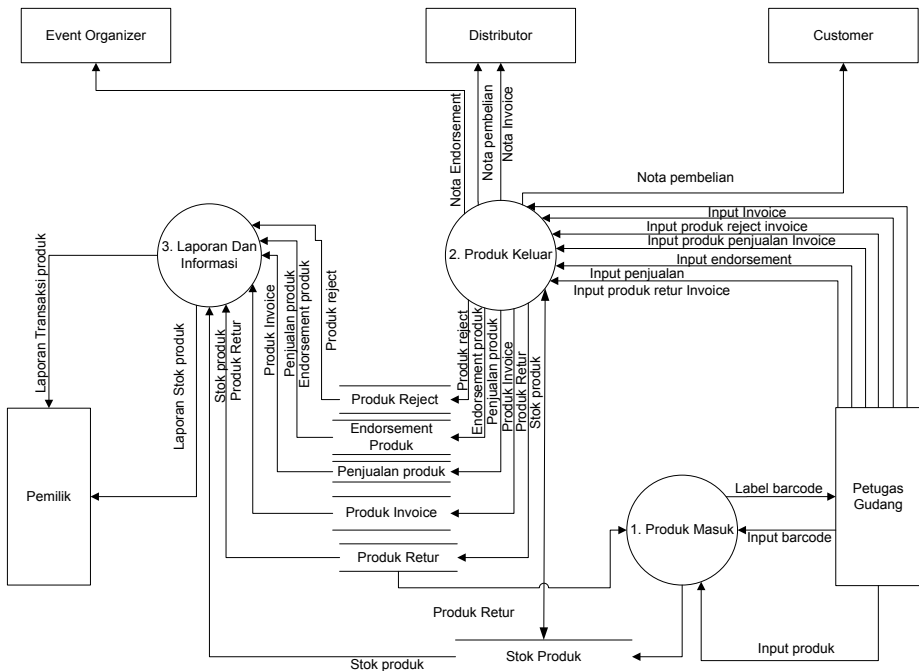 Event Organizer
Distributor
Customer
Nota Endorsement
Nota pembelian
Nota Invoice
Nota pembelian
Input Invoice
Input produk reject invoice
Input produk penjualan Invoice
Input endorsement
Input penjualan
Input produk retur Invoice
3. Laporan Dan
Informasi
2. Produk Keluar
Laporan Transaksi produk
Laporan Stok produk
Stok produk
Produk Retur
Produk Invoice
Penjualan produk
Endorsement produk
Produk reject
Produk reject
Endorsement produk
Penjualan produk
Produk Invoice
Produk Retur
Stok produk
Produk Reject
Endorsement
Produk
Penjualan produk
Produk Invoice
Produk Retur
Pemilik
1. Produk Masuk
Label barcode
Input barcode
Petugas
Gudang
Produk Retur
Stok Produk
Stok produk
Input produk